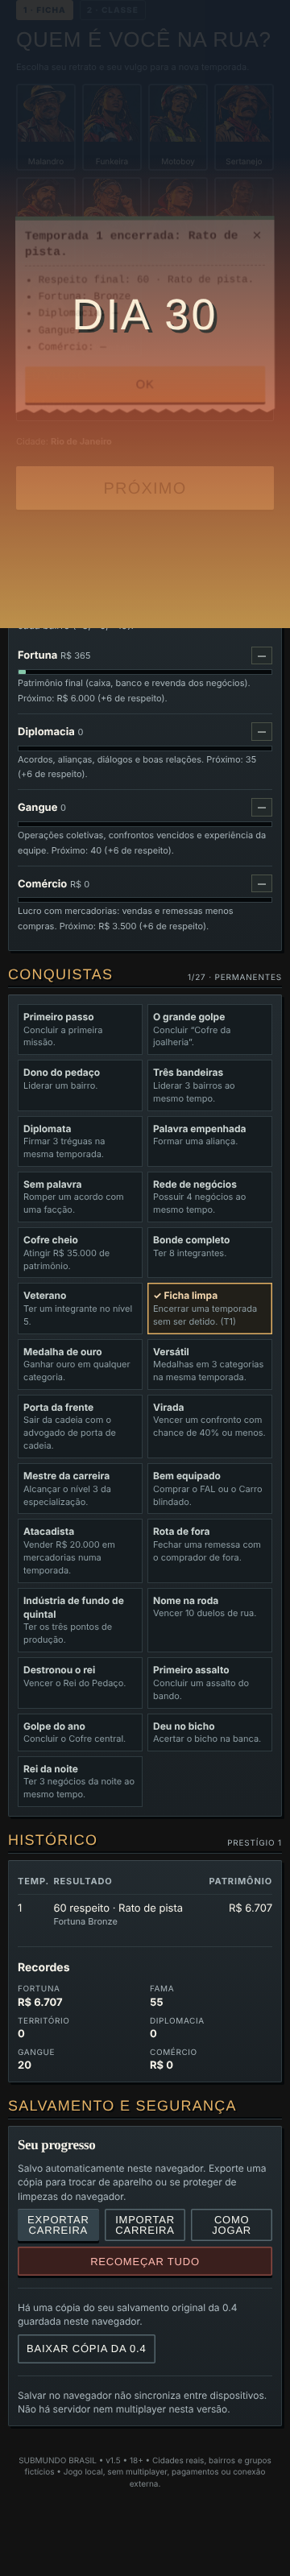 1 · FICHA
2 · CLASSE
QUEM É VOCÊ NA RUA?
Escolha seu retrato e seu vulgo para a nova temporada.
Malandro
Funkeira
Motoboy
Sertanejo
Temporada 1 encerrada: Rato de pista.
×
• Respeito final: 60 · Rato de pista.
• Fortuna: Bronze
• Gangue
• Comércio: —
DIA 30
OK
Cidade: Rio de Janeiro
PRÓXIMO
Fortuna R$ 365
—
Patrimônio final (caixa, banco e revenda dos negócios).
Próximo: R$ 6.000 (+6 de respeito).
Diplomacia 0
—
Acordos, alianças, diálogos e boas relações. Próximo: 35
(+6 de respeito).
Gangue 0
—
Operações coletivas, confrontos vencidos e experiência da
equipe. Próximo: 40 (+6 de respeito).
Comércio R$ 0
—
Lucro com mercadorias: vendas e remessas menos
compras. Próximo: R$ 3.500 (+6 de respeito).
CONQUISTAS
1/27 · PERMANENTES
Primeiro passo
Concluir a primeira
missão.
O grande golpe
Concluir “Cofre da
joalheria”.
Dono do pedaço
Liderar um bairro.
Três bandeiras
Liderar 3 bairros ao
mesmo tempo.
Diplomata
Firmar 3 tréguas na
mesma temporada.
Palavra empenhada
Formar uma aliança.
Sem palavra
Romper um acordo com
uma facção.
Rede de negócios
Possuir 4 negócios ao
mesmo tempo.
Cofre cheio
Atingir R$ 35.000 de
patrimônio.
Bonde completo
Ter 8 integrantes.
Veterano
Ter um integrante no nível
5.
✓ Ficha limpa
Encerrar uma temporada
sem ser detido. (T1)
Medalha de ouro
Ganhar ouro em qualquer
categoria.
Versátil
Medalhas em 3 categorias
na mesma temporada.
Porta da frente
Sair da cadeia com o
advogado de porta de
cadeia.
Virada
Vencer um confronto com
chance de 40% ou menos.
Mestre da carreira
Alcançar o nível 3 da
especialização.
Bem equipado
Comprar o FAL ou o Carro
blindado.
Atacadista
Vender R$ 20.000 em
mercadorias numa
temporada.
Rota de fora
Fechar uma remessa com
o comprador de fora.
Indústria de fundo de
quintal
Ter os três pontos de
produção.
Nome na roda
Vencer 10 duelos de rua.
Destronou o rei
Vencer o Rei do Pedaço.
Primeiro assalto
Concluir um assalto do
bando.
Golpe do ano
Concluir o Cofre central.
Deu no bicho
Acertar o bicho na banca.
Rei da noite
Ter 3 negócios da noite ao
mesmo tempo.
HISTÓRICO
PRESTÍGIO 1
TEMP. RESULTADO PATRIMÔNIO
1 60 respeito · Rato de pista R$ 6.707
Fortuna Bronze
Recordes
FORTUNA
R$ 6.707
FAMA
55
TERRITÓRIO
0
DIPLOMACIA
0
GANGUE
20
COMÉRCIO
R$ 0
SALVAMENTO E SEGURANÇA
Seu progresso
Salvo automaticamente neste navegador. Exporte uma
cópia para trocar de aparelho ou se proteger de
limpezas do navegador.
EXPORTAR
CARREIRA
IMPORTAR
CARREIRA
COMO
JOGAR
RECOMEÇAR TUDO
Há uma cópia do seu salvamento original da 0.4
guardada neste navegador.
BAIXAR CÓPIA DA 0.4
Salvar no navegador não sincroniza entre dispositivos.
Não há servidor nem multiplayer nesta versão.
SUBMUNDO BRASIL • v1.5 • 18+ • Cidades reais, bairros e grupos
fictícios • Jogo local, sem multiplayer, pagamentos ou conexão
externa.